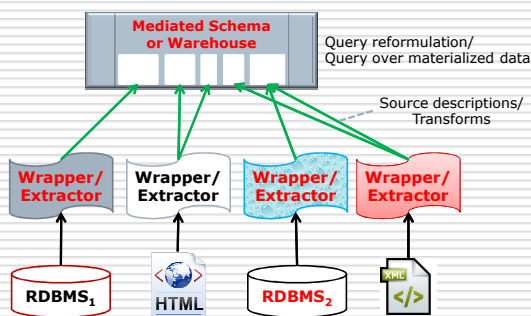 Mediated Schema
or Warehouse
Query reformulation/
Query over materialized data
Source descriptions/
Transforms
Wrapper/
Extractor
Wrapper/
Extractor
Wrapper/
Extractor
Wrapper/
Extractor
RDBMS₁
HTML
RDBMS₂
XML
</>